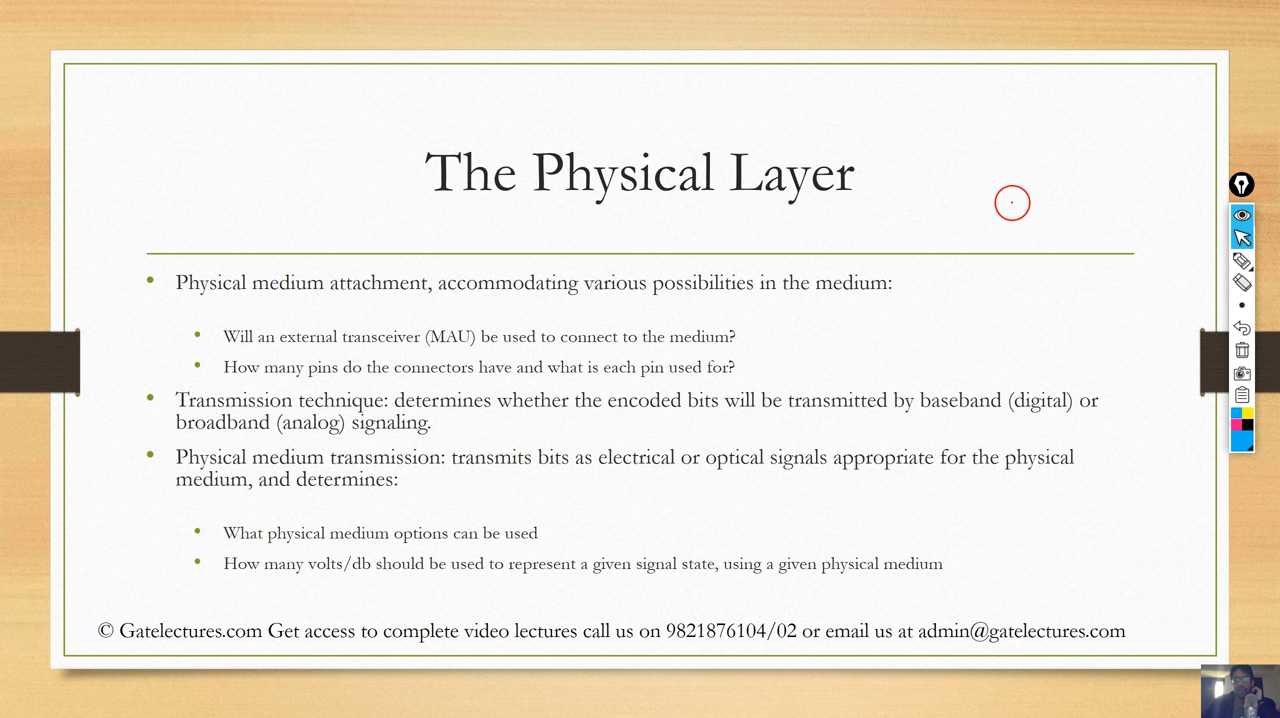 The Physical Layer
• Physical medium attachment, accommodating various possibilities in the medium:
• Will an external transceiver (MAU) be used to connect to the medium?
• How many pins do the connectors have and what is each pin used for?
• Transmission technique: determines whether the encoded bits will be transmitted by baseband (digital) or
broadband (analog) signaling.
• Physical medium transmission: transmits bits as electrical or optical signals appropriate for the physical
medium, and determines:
• What physical medium options can be used
• How many volts/db should be used to represent a given signal state, using a given physical medium
© Gatelectures.com Get access to complete video lectures call us on 9821876104/02 or email us at admin@gatelectures.com